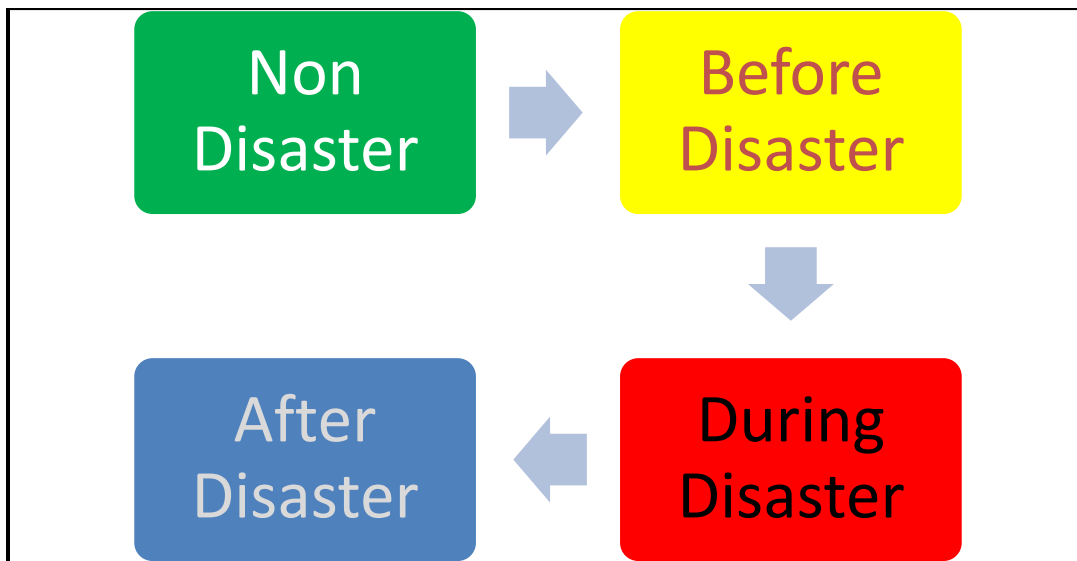 Non
Disaster
Before
Disaster
During
Disaster
After
Disaster